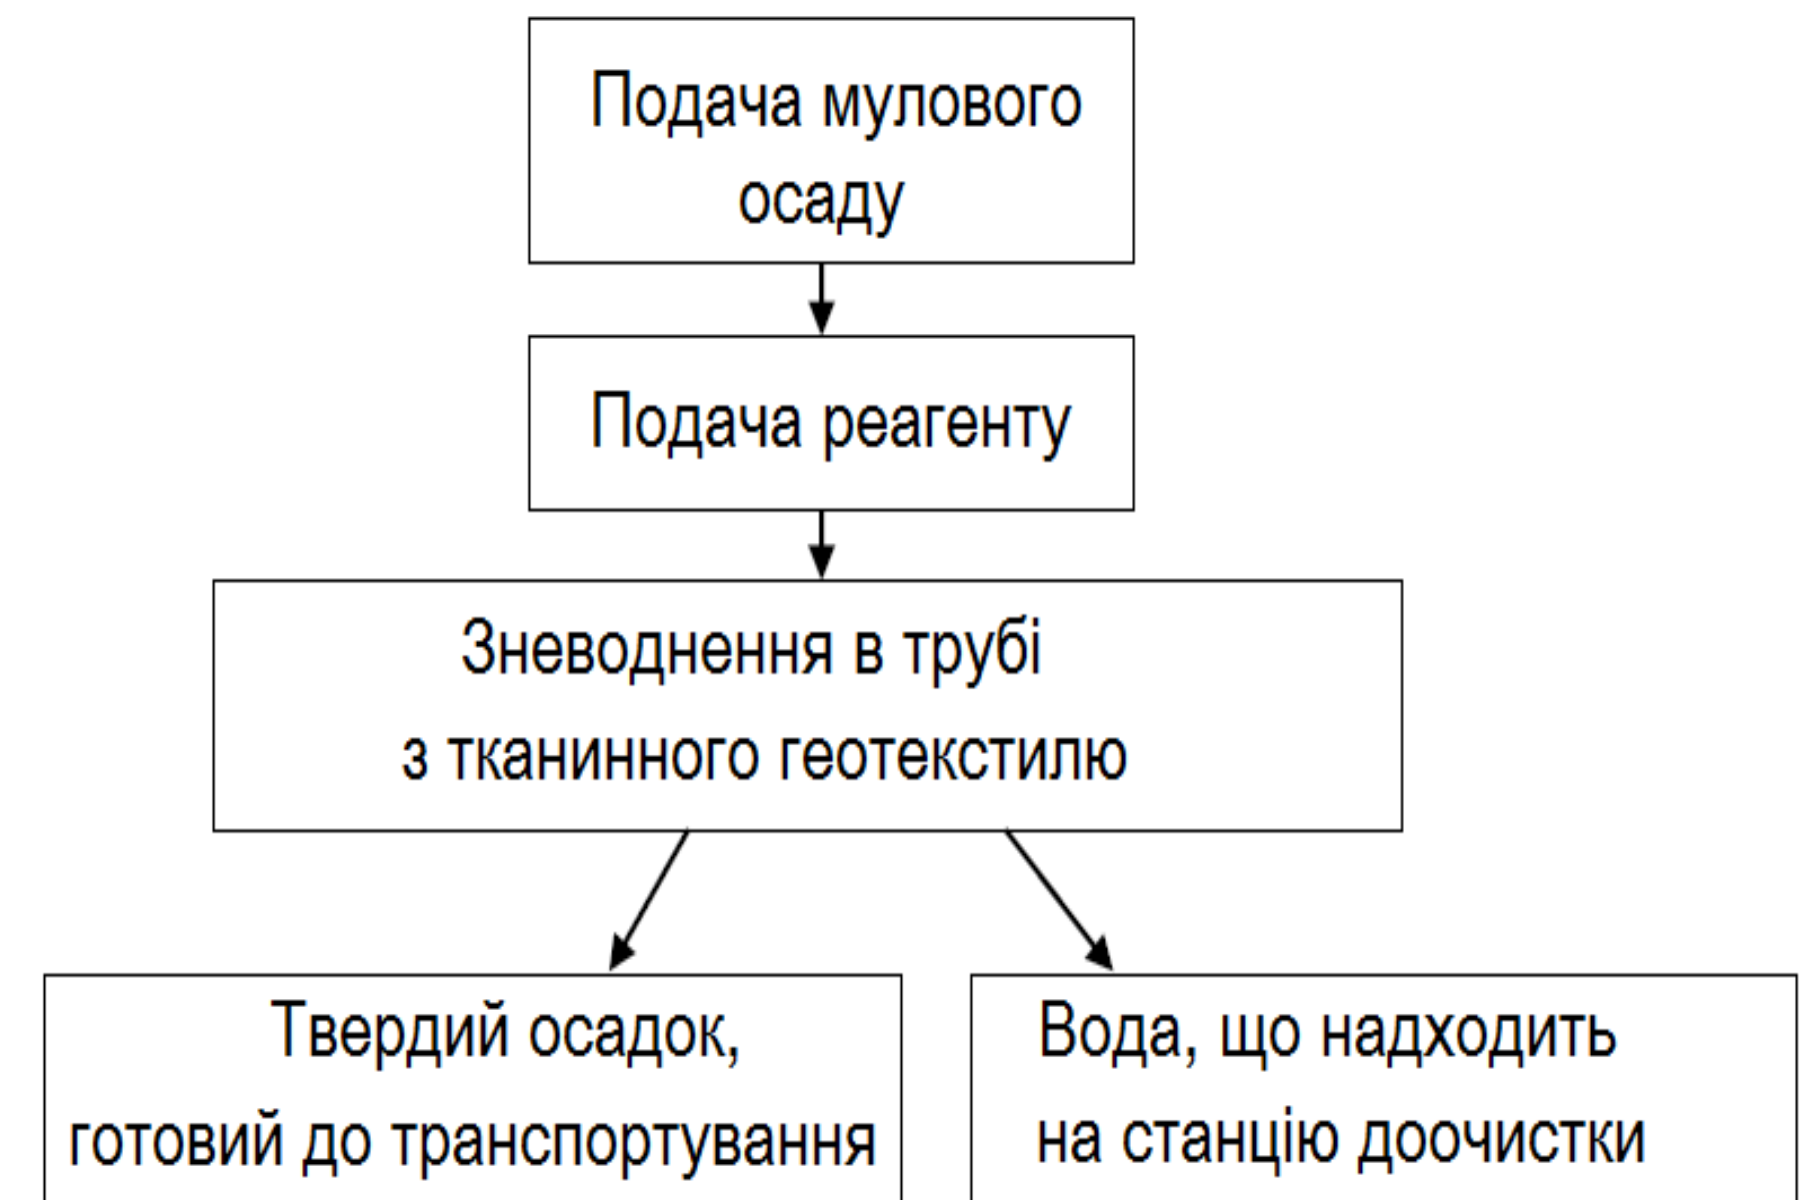 Подача мулового
осаду
Подача реагенту
Зневоднення в трубі
з тканинного геотекстилю
Твердий осадок,
готовий до транспортування
Вода, що надходить
на станцію доочистки